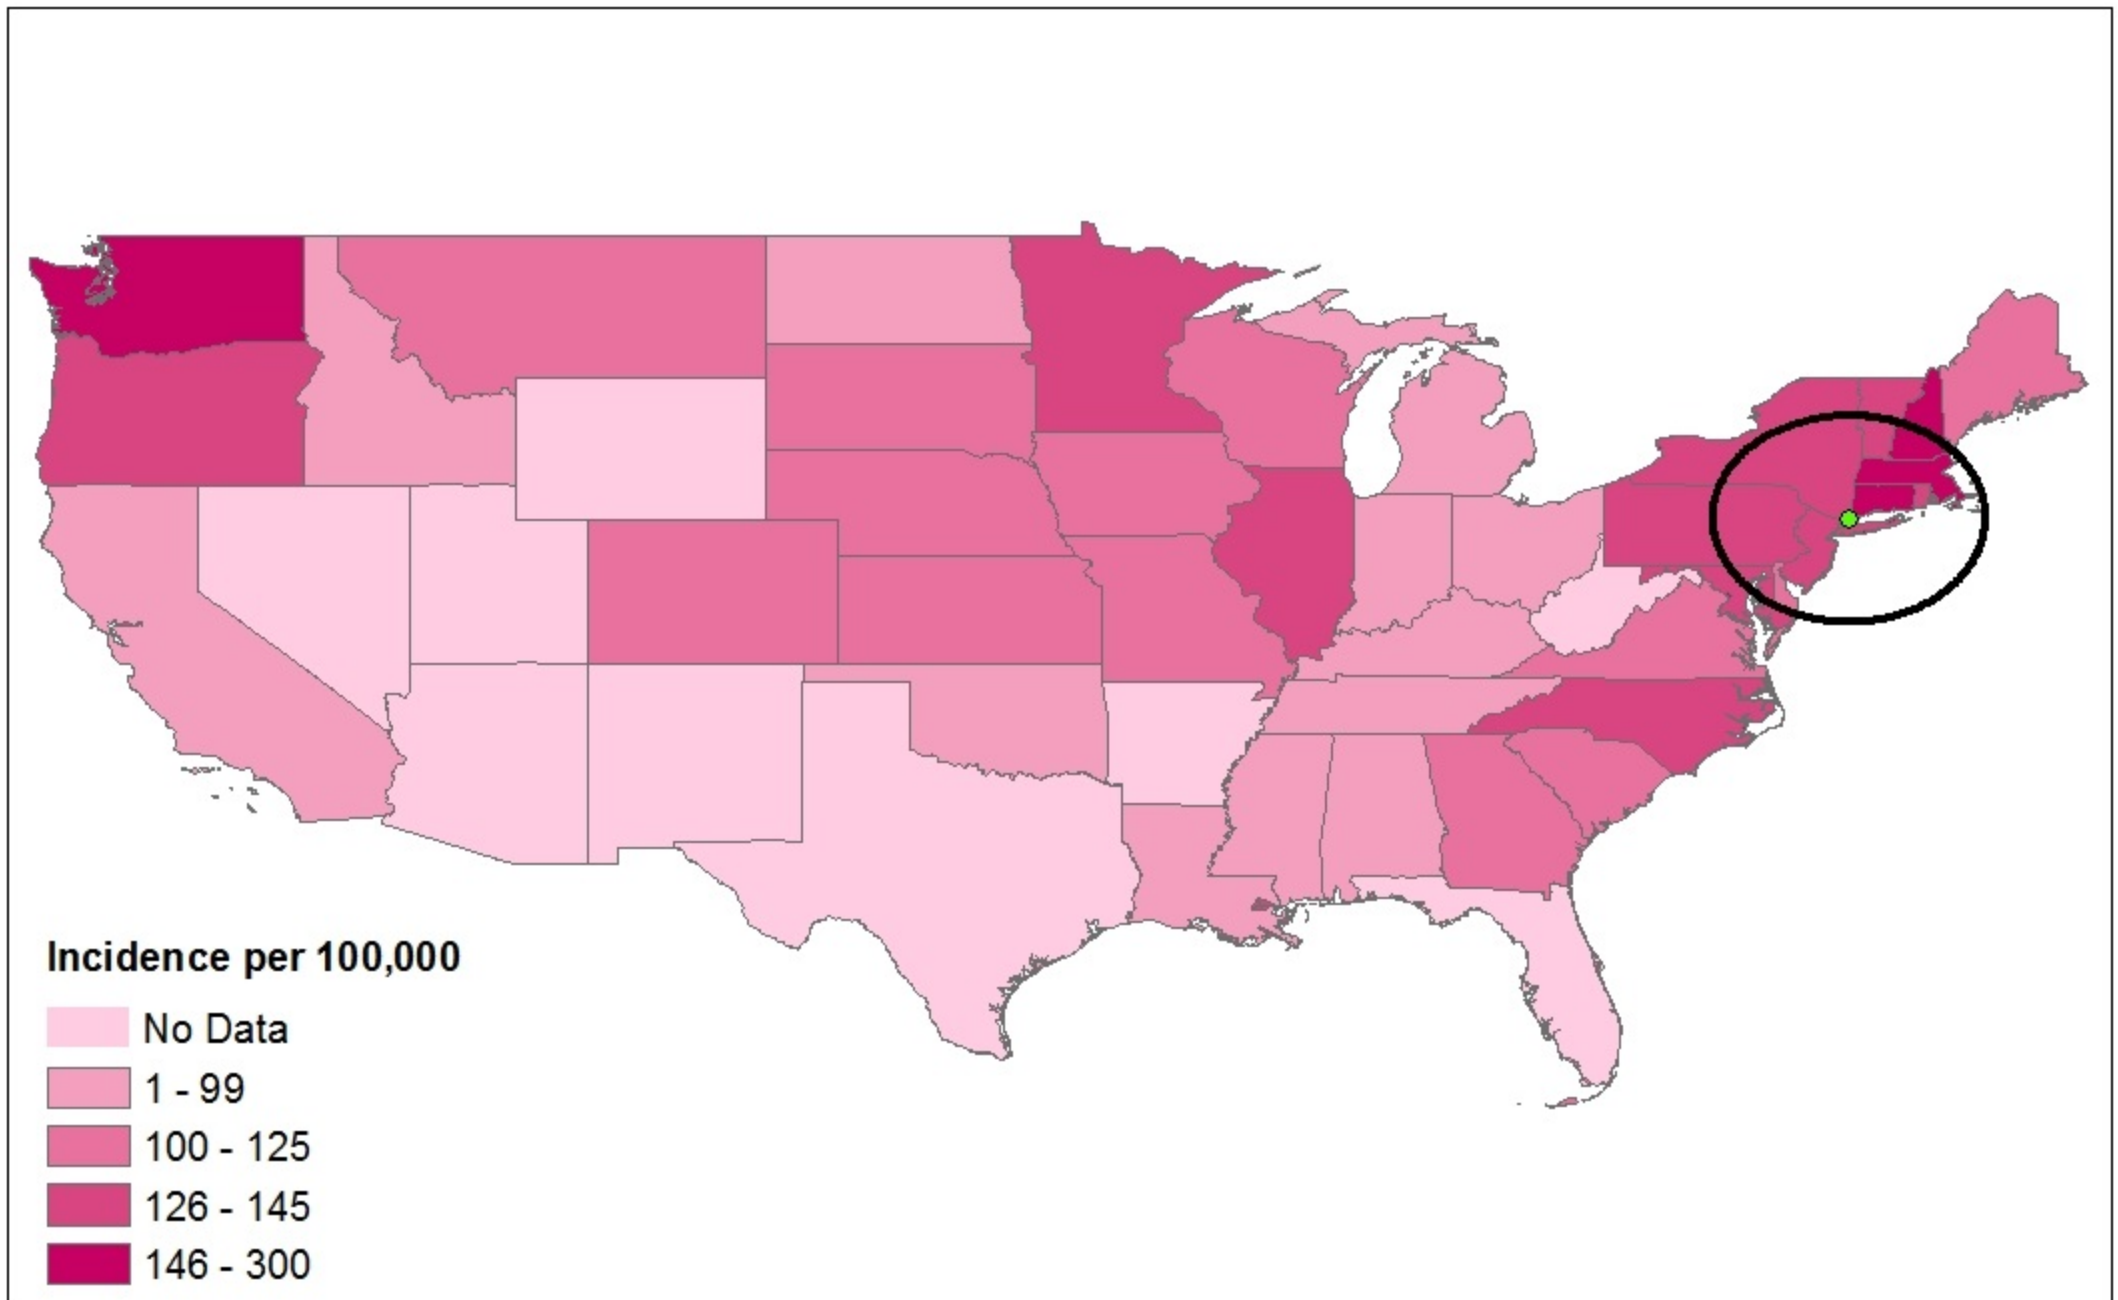 Incidence per 100,000
No Data
1 - 99
100 - 125
126 - 145
146 - 300